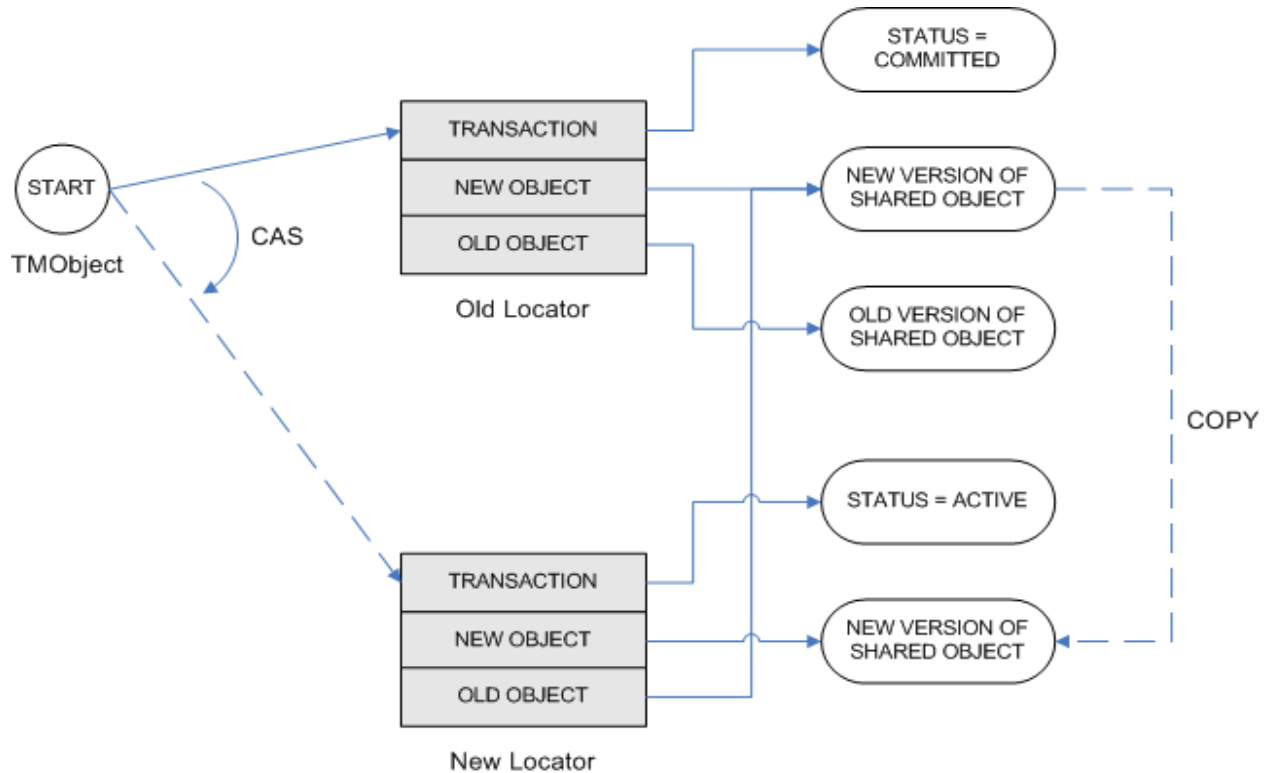 START
TMObject
CAS
TRANSACTION
NEW OBJECT
OLD OBJECT
Old Locator
STATUS =
COMMITTED
NEW VERSION OF
SHARED OBJECT
OLD VERSION OF
SHARED OBJECT
COPY
TRANSACTION
NEW OBJECT
OLD OBJECT
New Locator
STATUS = ACTIVE
NEW VERSION OF
SHARED OBJECT